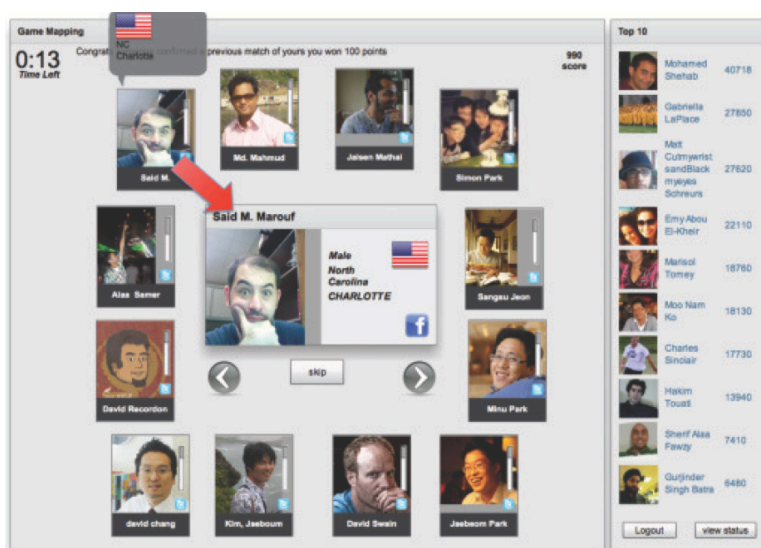 Game Mapping
0:13
Time Left
NC
Charlotte
Congrat
a previous match of yours you won 100 points
990
score
Said M.
Md. Mahmud
Jaisen Mathai
Simon Park
Said M. Marouf
Male
North
Carolina
CHARLOTTE
f
Alaa Samer
Sangsu Jeon
David Recordon
skip
Minu Park
david chang
Kim, Jaeboum
David Swain
Jaebeom Park
Top 10
Mohamed
Shehab
40718
Gabriella
LaPlace
27850
Matt
Cutmywrist
sandBlack
myeyes
Schreurs
27620
Emy Abou
El-Kheir
22110
Marisol
Torney
18760
Moo Nam
Ko
18130
Charles
Sinclair
17730
Hakim
Touati
13940
Sherif Alaa
Fawzy
7410
Gurjinder
Singh Batra
6480
Logout
view status